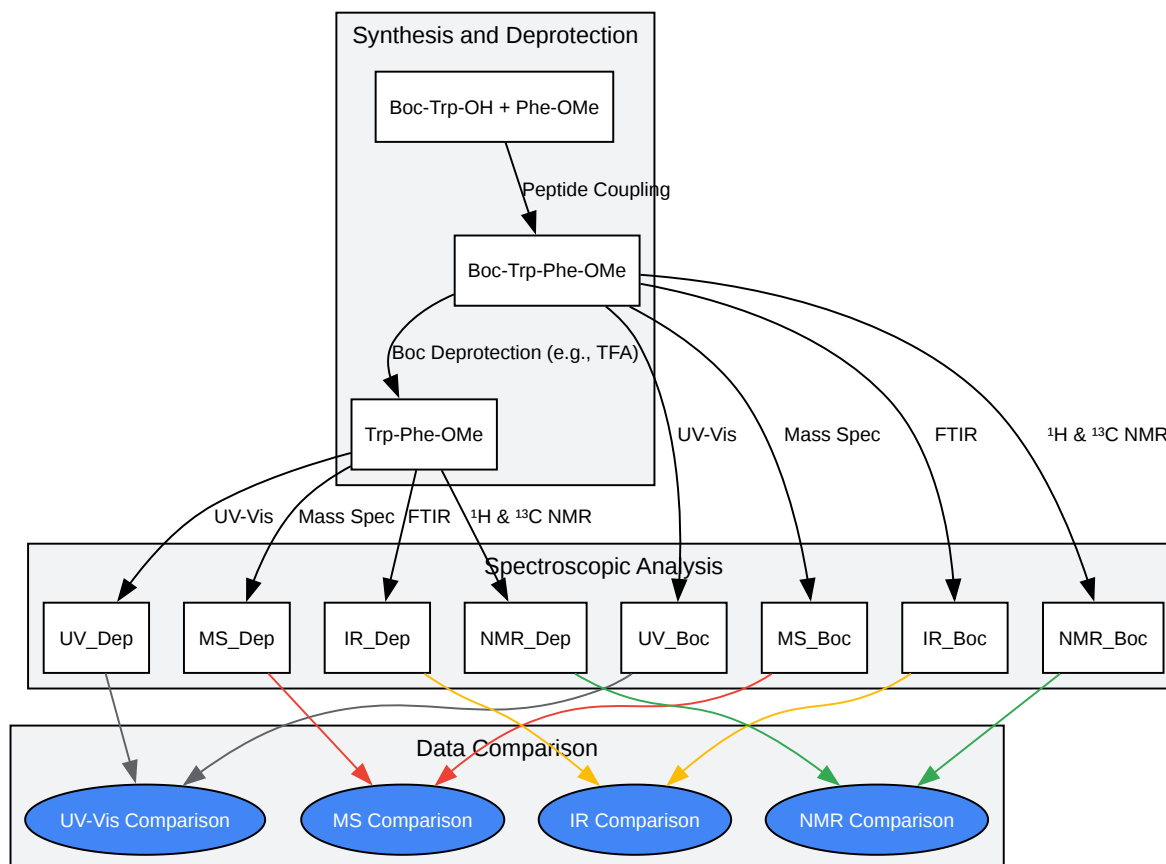 Synthesis and Deprotection
Boc-Trp-OH + Phe-OMe
Peptide Coupling
Boc-Trp-Phe-OMe
Boc Deprotection (e.g., TFA)
Trp-Phe-OMe
UV-Vis
Mass Spec
FTIR
¹H & ¹³C NMR
UV-Vis
Mass Spec
FTIR
¹H & ¹³C NMR
Spectroscopic Analysis
UV_Dep
MS_Dep
IR_Dep
NMR_Dep
UV_Boc
MS_Boc
IR_Boc
NMR_Boc
Data Comparison
UV-Vis Comparison
MS Comparison
IR Comparison
NMR Comparison